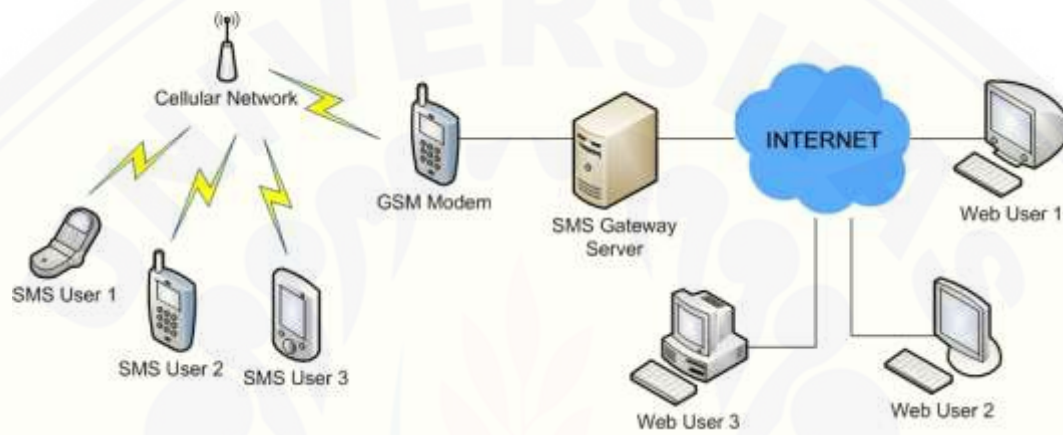 Cellular Network
GSM Modem
SMS Gateway
Server
INTERNET
Web User 1
SMS User 1
SMS User 2
SMS User 3
Web User 3
Web User 2